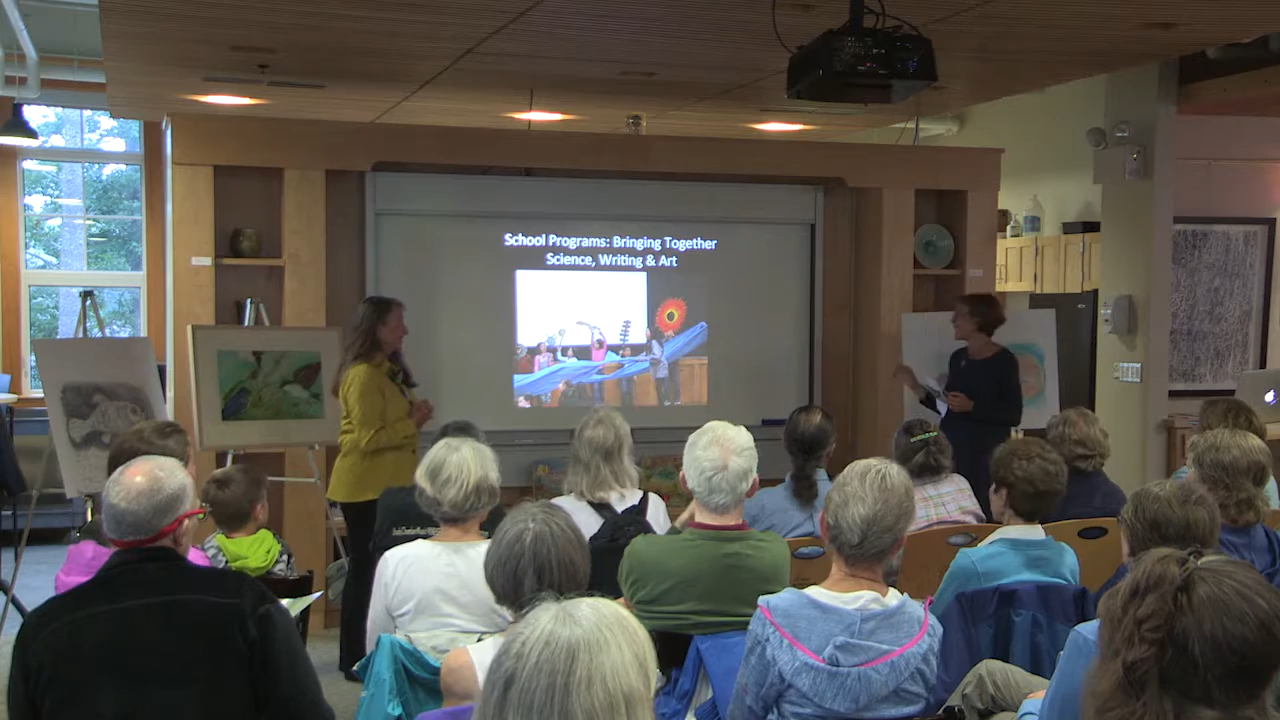 School Programs: Bringing Together
Science, Writing & Art